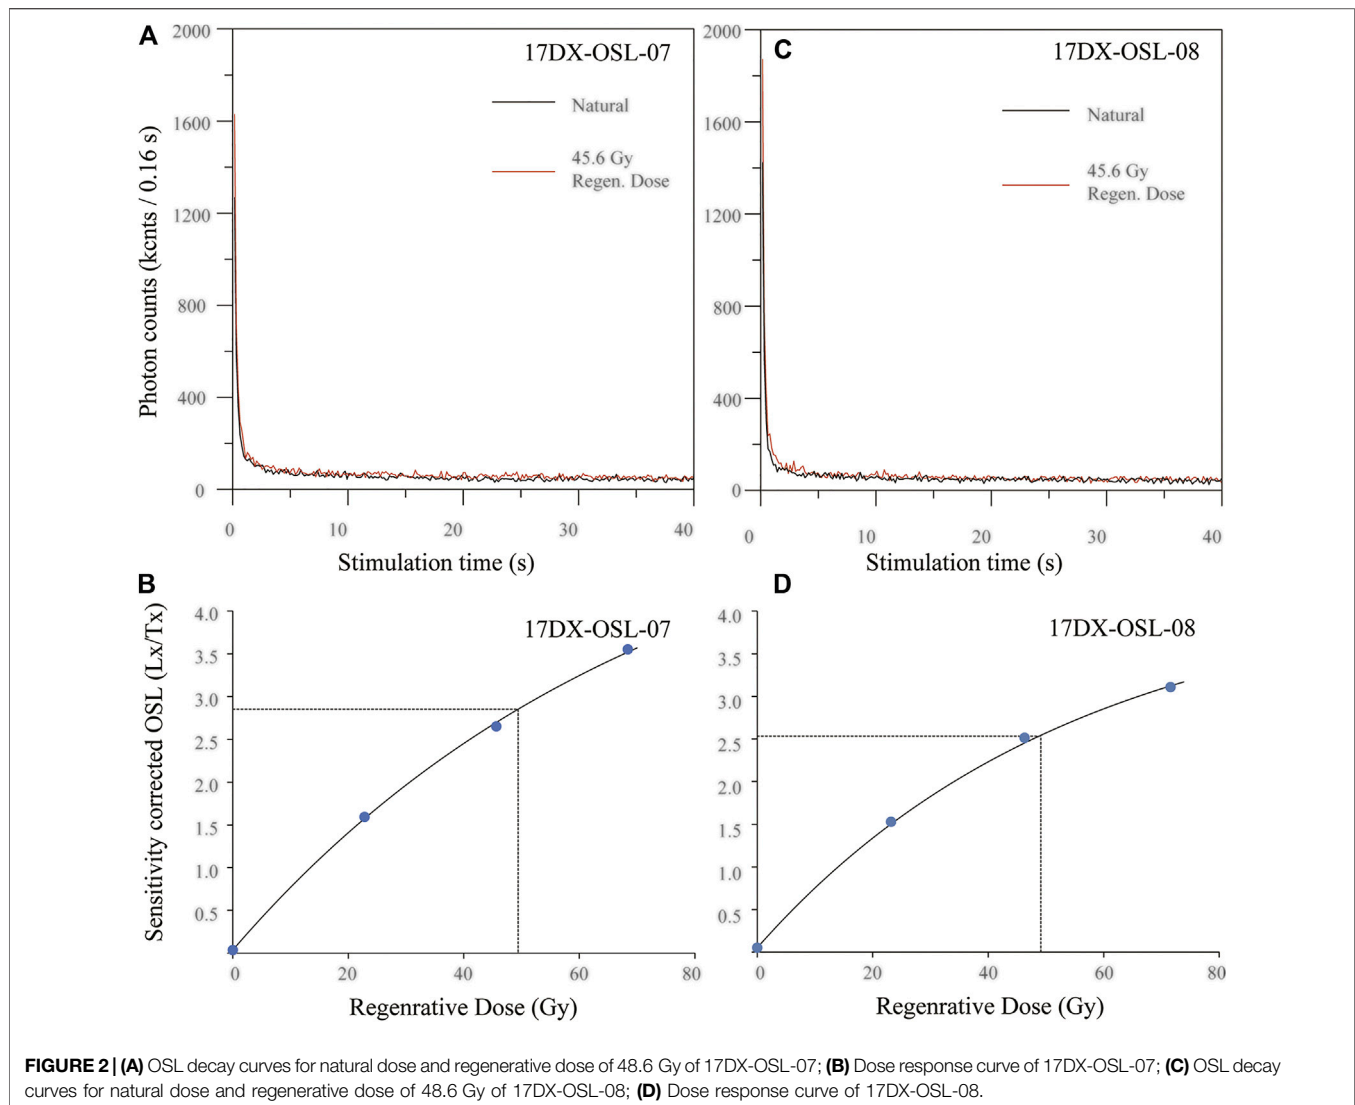 A
2000
1600
1200
800
400
0
Photon counts (kcnts / 0.16 s)
17DX-OSL-07
Natural
45.6 Gy
Regen. Dose
0 10 20 30 40
Stimulation time (s)
C
2000
1600
1200
800
400
0
17DX-OSL-08
Natural
45.6 Gy
Regen. Dose
0 10 20 30 40
Stimulation time (s)
B
4.0
3.5
3.0
2.5
2.0
1.5
1.0
0.5
Sensitivity corrected OSL (Lx/Tx)
17DX-OSL-07
0 20 40 60 80
Regenrative Dose (Gy)
D
4.0
3.5
3.0
2.5
2.0
1.5
1.0
0.5
17DX-OSL-08
0 20 40 60 80
Regenrative Dose (Gy)
FIGURE 2 | (A) OSL decay curves for natural dose and regenerative dose of 48.6 Gy of 17DX-OSL-07; (B) Dose response curve of 17DX-OSL-07; (C) OSL decay
curves for natural dose and regenerative dose of 48.6 Gy of 17DX-OSL-08; (D) Dose response curve of 17DX-OSL-08.